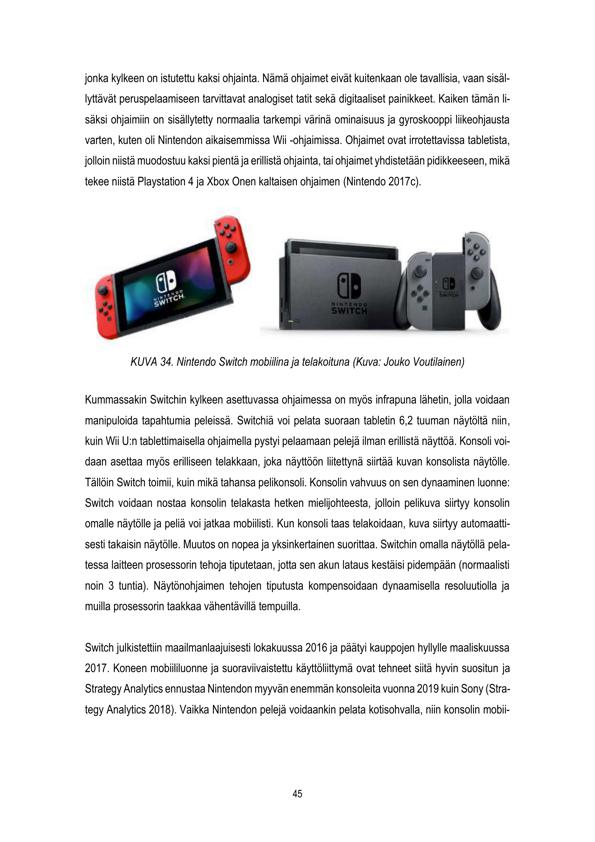 jonka kylkeen on istutettu kaksi ohjainta. Nämä ohjaimet eivät kuitenkaan ole tavallisia, vaan sisäl-
lyttävät peruspelaamiseen tarvittavat analogiset tatit sekä digitaaliset painikkeet. Kaiken tämän li-
säksi ohjaimiin on sisällytetty normaalia tarkempi värinä ominaisuus ja gyroskooppi liikeohjausta
varten, kuten oli Nintendon aikaisemmissa Wii -ohjaimissa. Ohjaimet ovat irrotettavissa tabletista,
jolloin niistä muodostuu kaksi pientä ja erillistä ohjainta, tai ohjaimet yhdistetään pidikkeeseen, mikä
tekee niistä Playstation 4 ja Xbox Onen kaltaisen ohjaimen (Nintendo 2017c).
NINTENDO
SWITCH
NINTENDO
SWITCH
KUVA 34. Nintendo Switch mobiilina ja telakoituna (Kuva: Jouko Voutilainen)
Kummassakin Switchin kylkeen asettuvassa ohjaimessa on myös infrapuna lähetin, jolla voidaan
manipuloida tapahtumia peleissä. Switchiä voi pelata suoraan tabletin 6,2 tuuman näytöltä niin,
kuin Wii U:n tablettimaisella ohjaimella pystyi pelaamaan pelejä ilman erillistä näyttöä. Konsoli voi-
daan asettaa myös erilliseen telakkaan, joka näyttöön liitettynä siirtää kuvan konsolista näytölle.
Tällöin Switch toimii, kuin mikä tahansa pelikonsoli. Konsolin vahvuus on sen dynaaminen luonne:
Switch voidaan nostaa konsolin telakasta hetken mielijohteesta, jolloin pelikuva siirtyy konsolin
omalle näytölle ja peliä voi jatkaa mobiilisti. Kun konsoli taas telakoidaan, kuva siirtyy automaatti-
sesti takaisin näytölle. Muutos on nopea ja yksinkertainen suorittaa. Switchin omalla näytöllä pela-
tessa laitteen prosessorin tehoja tiputetaan, jotta sen akun lataus kestäisi pidempään (normaalisti
noin 3 tuntia). Näytönohjaimen tehojen tiputusta kompensoidaan dynaamisella resoluutiolla ja
muilla prosessorin taakkaa vähentävillä tempuilla.
Switch julkistettiin maailmanlaajuisesti lokakuussa 2016 ja päätyi kauppojen hyllylle maaliskuussa
2017. Koneen mobiililuonne ja suoraviivaistettu käyttöliittymä ovat tehneet siitä hyvin suositun ja
Strategy Analytics ennustaa Nintendon myyvän enemmän konsoleita vuonna 2019 kuin Sony (Stra-
tegy Analytics 2018). Vaikka Nintendon pelejä voidaankin pelata kotisohvalla, niin konsolin mobii-
45